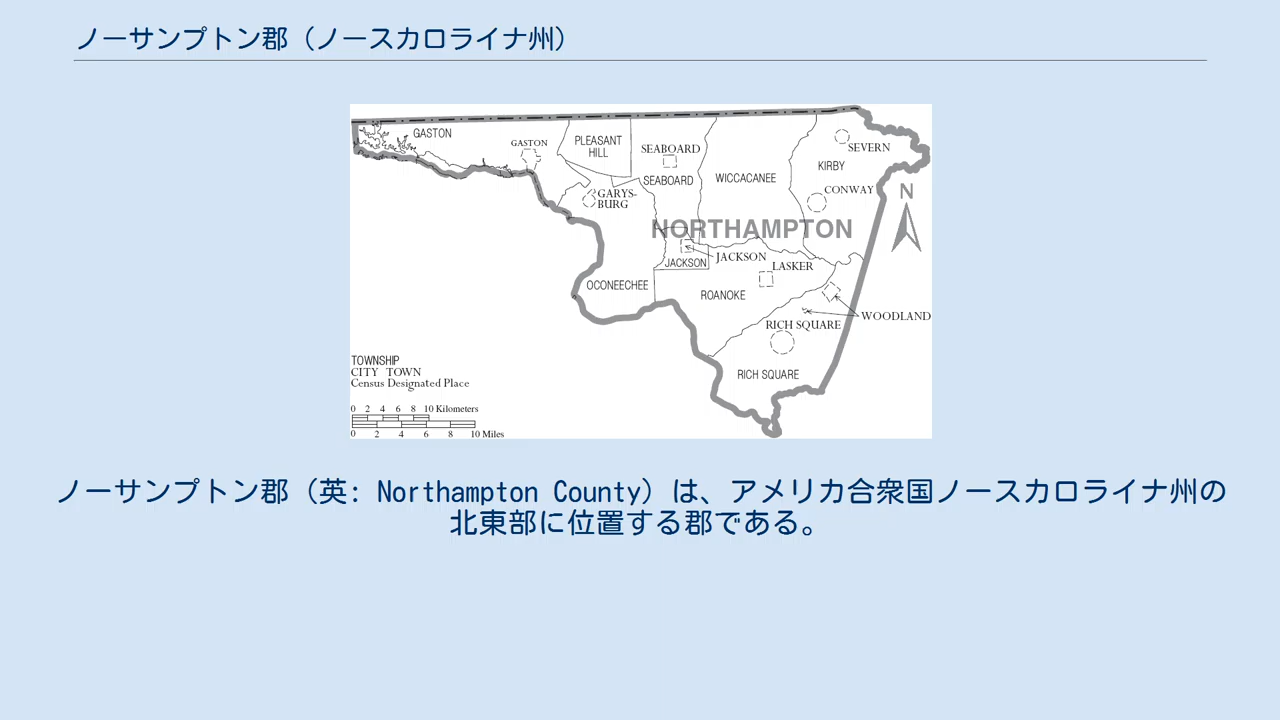 ノーサンプトン郡（ノースカロライナ州）
GASTON
GASTON
PLEASANT
HILL
SEABOARD
SEABOARD
WICCACANEE
SEVERN
KIRBY
CONWAY
GARYS-
BURG
N
NORTHAMPTON
JACKSON
JACKSON
LASKER
OCONEECHEE
ROANOKE
WOODLAND
RICH SQUARE
RICH SQUARE
TOWNSHIP
CITY TOWN
Census Designated Place
0 2 4 6 8 10 Kilometers
0 2 4 6 8 10 Miles
ノーサンプトン郡（英: Northampton County）は、アメリカ合衆国ノースカロライナ州の
北東部に位置する郡である。